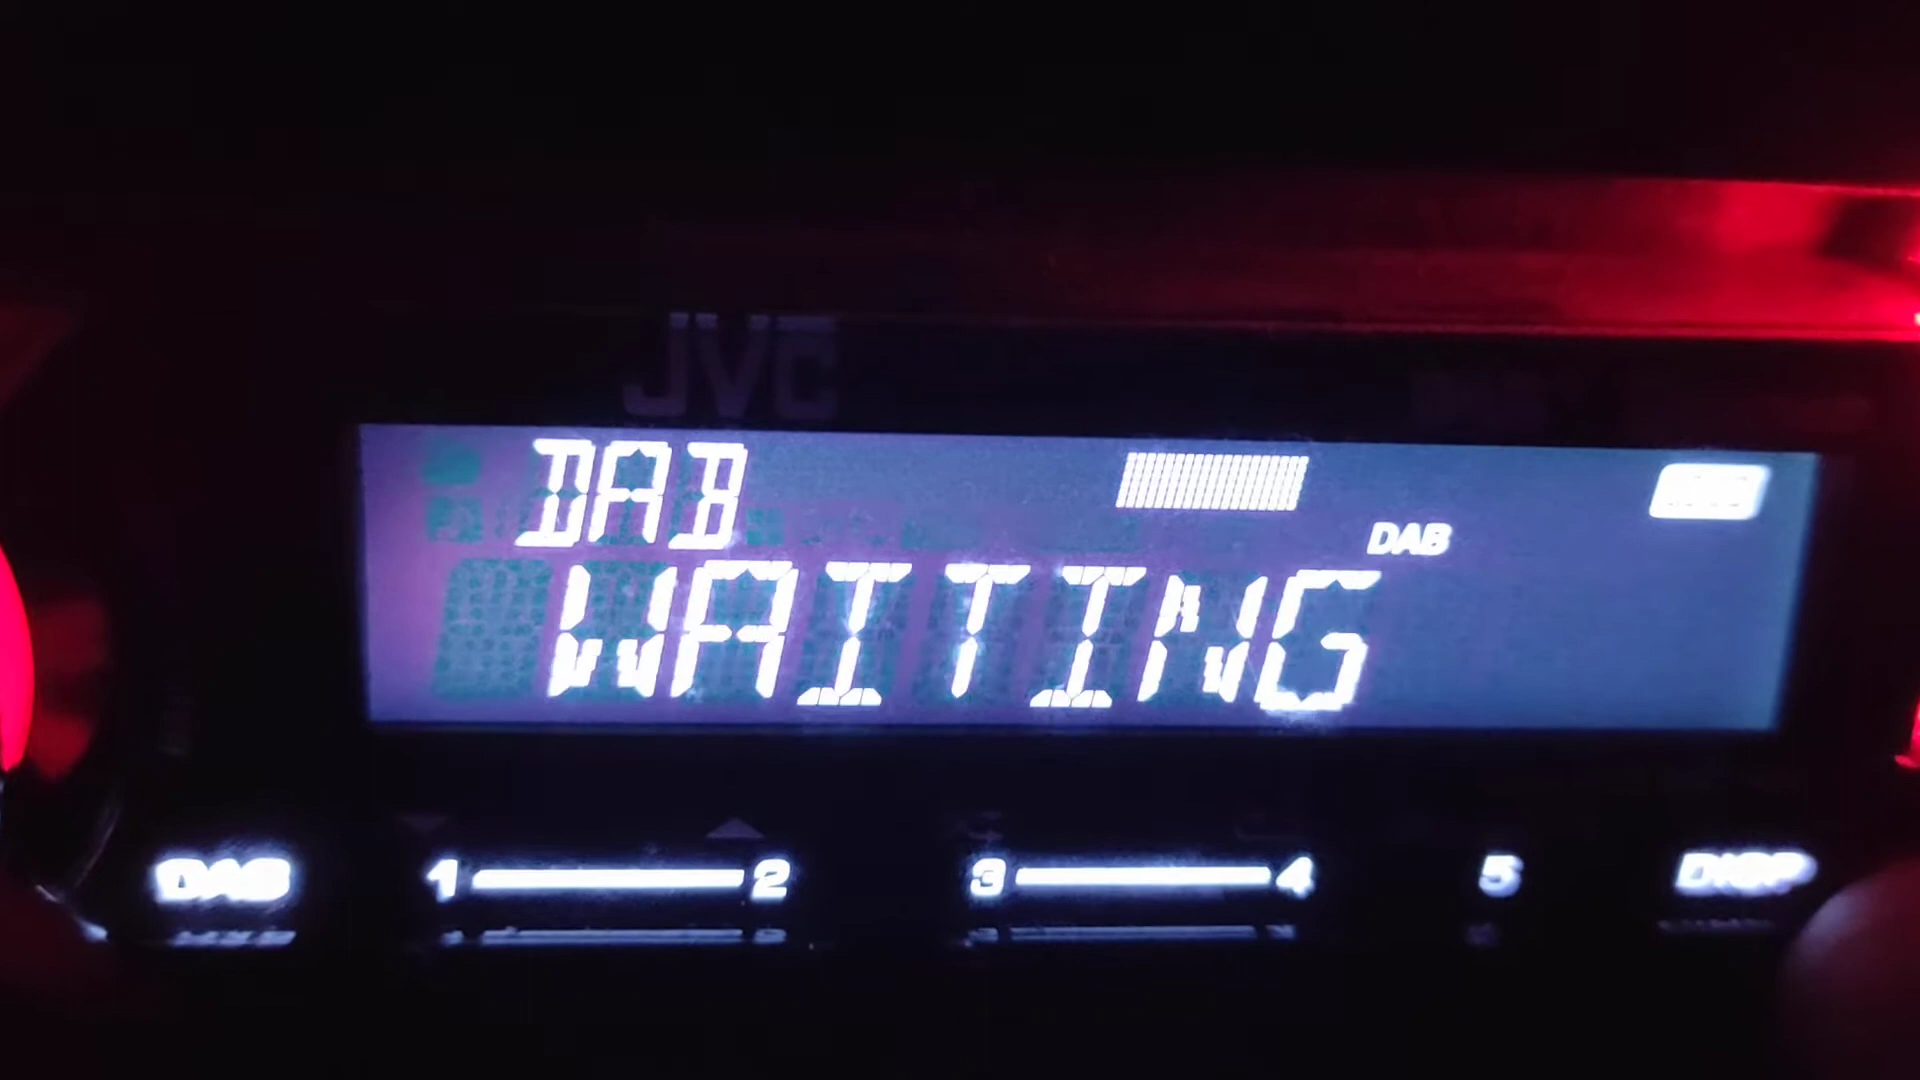 JVC
DAB
DAB
WAITING
DAB 1 2 3 4 5 DISP